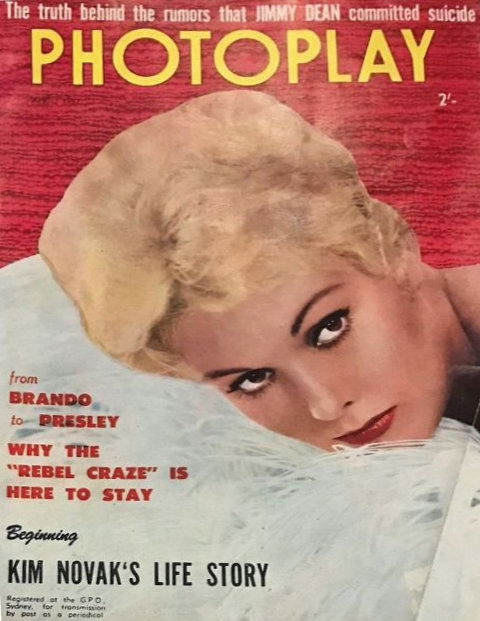 The truth behind the rumors that JIMMY DEAN committed suicide
PHOTOPLAY
2'-
from
BRANDO
to PRESLEY
WHY THE
"REBEL CRAZE" IS
HERE TO STAY
Beginning
KIM NOVAK'S LIFE STORY
Registered at the G.P.O.
Sydney, for transmission
by post as a periodical